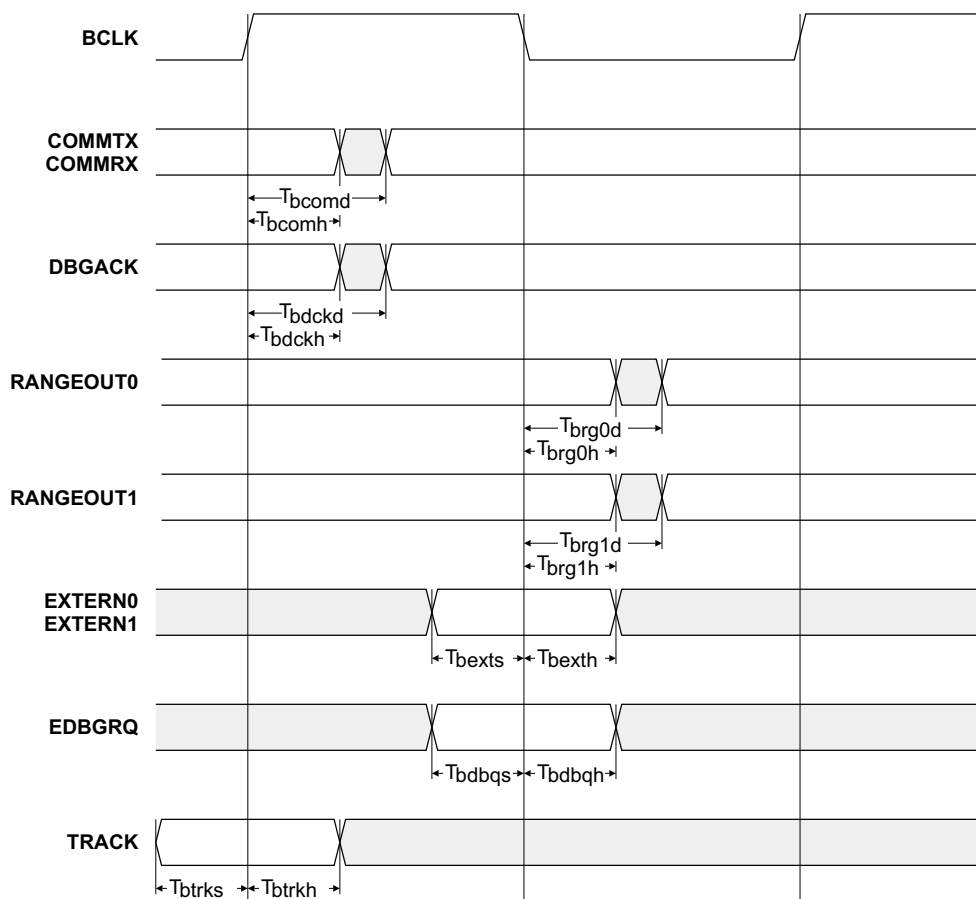 BCLK
COMMTX
COMMRX
Tbcomd
Tbcomh
DBGACK
Tbdckd
Tbdckh
RANGEOUT0
Tbrg0d
Tbrg0h
RANGEOUT1
Tbrg1d
Tbrg1h
EXTERN0
EXTERN1
Tbexts Tbexth
EDBGRQ
Tbdbqs Tbdbqh
TRACK
Tbtrks Tbtrkh